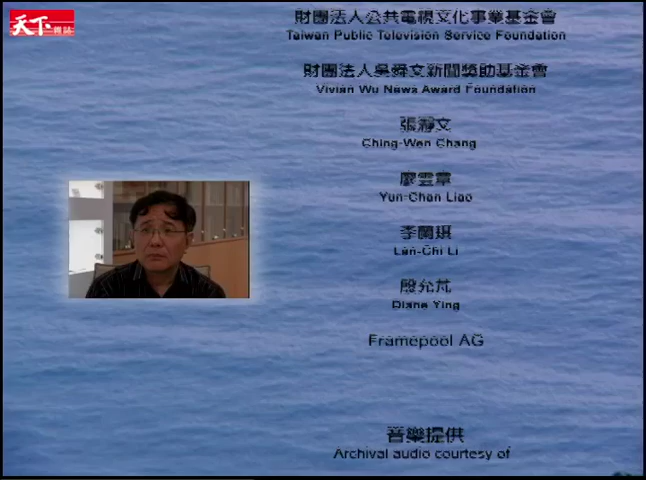 天下雜誌
財團法人公共電視文化事業基金會
Taiwan Public Television Service Foundation
財團法人吳舜文新聞獎助基金會
Vivian Wu News Award Foundation
張瀞文
Ching-Wen Chang
廖雲章
Yun-Chan Liao
李蘭琪
Lan-Chi Li
殷允芃
Diane Ying
Framepool AG
音樂提供
Archival audio courtesy of